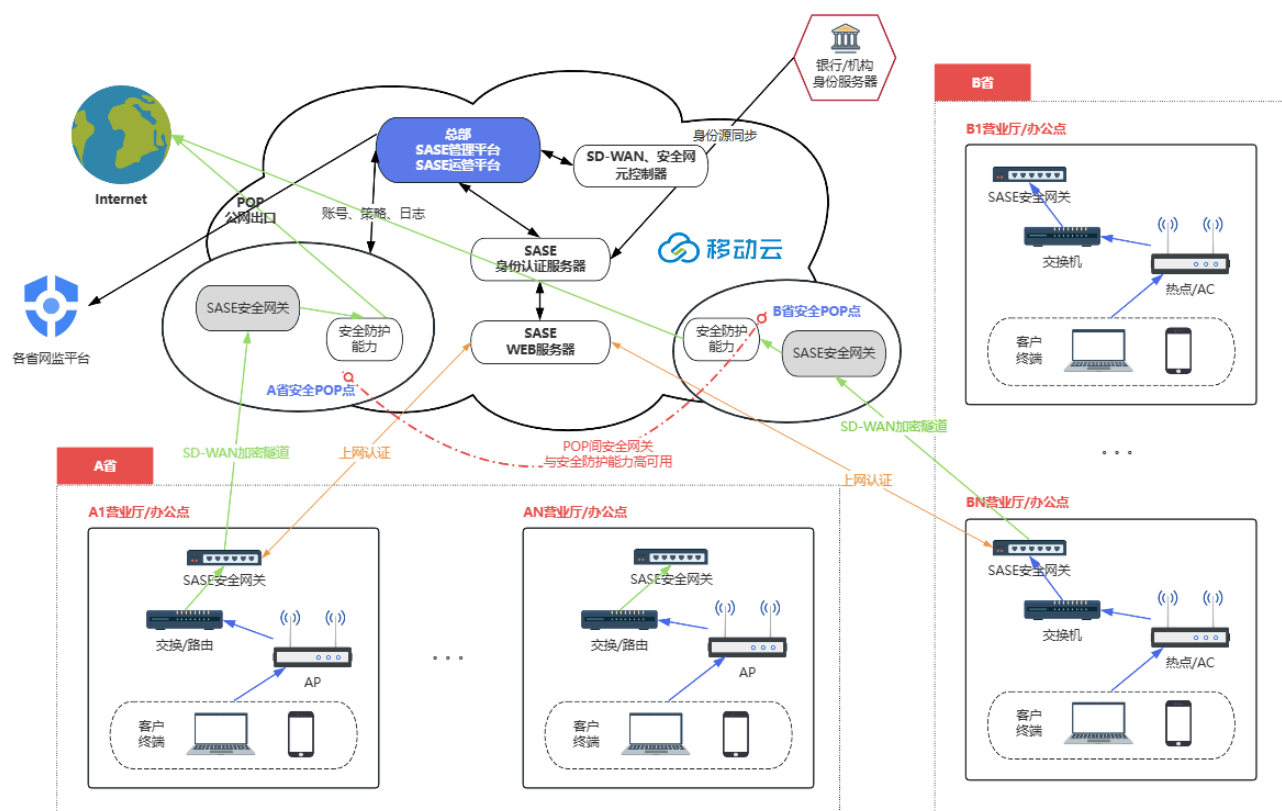 银行/机构
身份服务器
B省
总部
SASE管理平台
SASE运管平台
身份源同步
SD-WAN、安全网
元控制器
B1营业厅/办公点
SASE安全网关
交换机
热点/AC
客户
终端
Internet
POP
公网出口
账号、策略、日志
SASE
身份认证服务器
移动云
SASE安全网关
安全防护
能力
A省安全POP点
各省网监平台
SASE
WEB服务器
B省安全POP点
安全防护
能力
SASE安全网关
SD-WAN加密隧道
上网认证
POP间安全网关
与安全防护能力高可用
SD-WAN加密隧道
上网认证
···
A省
A1营业厅/办公点
SASE安全网关
交换/路由
AP
客户
终端
···
AN营业厅/办公点
SASE安全网关
交换/路由
AP
客户
终端
BN营业厅/办公点
SASE安全网关
交换机
热点/AC
客户
终端